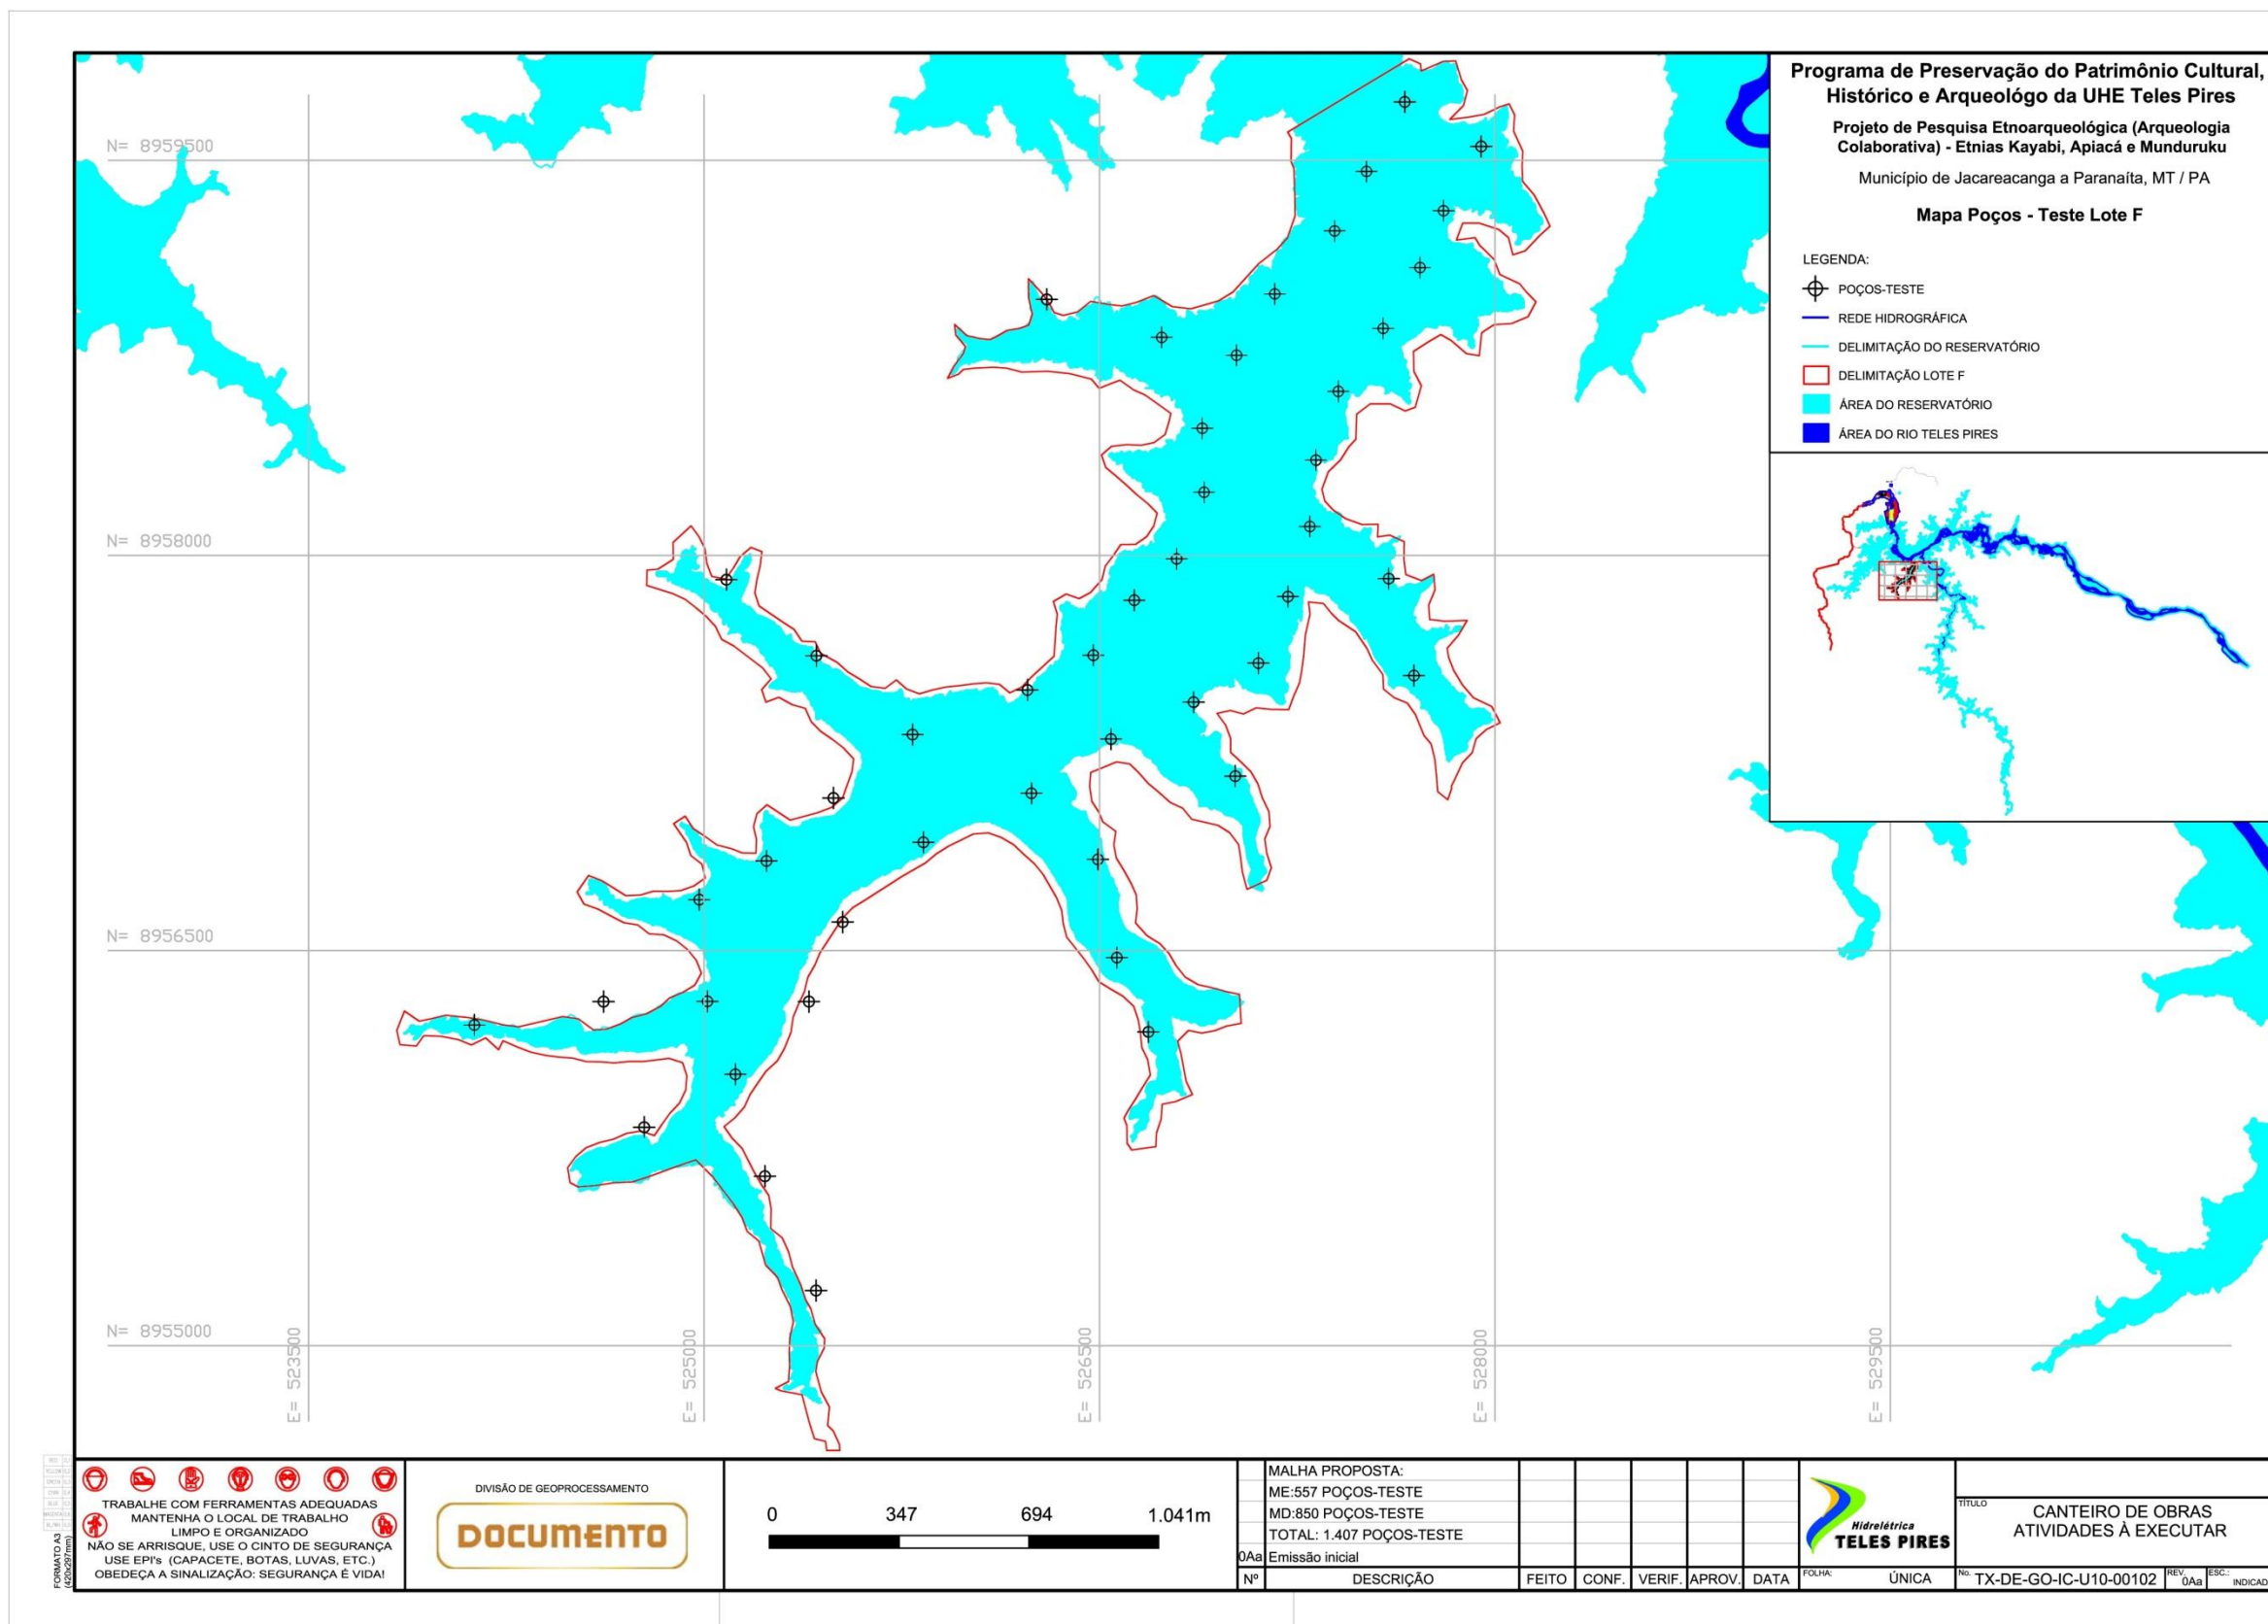 Programa de Preservação do Patrimônio Cultural,
Histórico e Arqueológo da UHE Teles Pires
Projeto de Pesquisa Etnoarqueológica (Arqueologia
Colaborativa) - Etnias Kayabi, Apiacá e Munduruku
Município de Jacareacanga a Paranaíta, MT / PA
Mapa Poços - Teste Lote F
LEGENDA:
POÇOS-TESTE
REDE HIDROGRÁFICA
DELIMITAÇÃO DO RESERVATÓRIO
DELIMITAÇÃO LOTE F
ÁREA DO RESERVATÓRIO
ÁREA DO RIO TELES PIRES
N= 8959500
N= 8958000
N= 8956500
N= 8955000
E= 523500
E= 525000
E= 526500
E= 528000
E= 529500
FORMATO A3
(420x297mm)
TRABALHE COM FERRAMENTAS ADEQUADAS
MANTENHA O LOCAL DE TRABALHO
LIMPO E ORGANIZADO
NÃO SE ARRISQUE, USE O CINTO DE SEGURANÇA
USE EPI's (CAPACETE, BOTAS, LUVAS, ETC.)
OBEDEÇA A SINALIZAÇÃO: SEGURANÇA É VIDA!
DIVISÃO DE GEOPROCESSAMENTO
DOCUMENTO
0 347 694 1.041m
MALHA PROPOSTA:
ME:557 POÇOS-TESTE
MD:850 POÇOS-TESTE
TOTAL: 1.407 POÇOS-TESTE
0Aa Emissão inicial
Nº DESCRIÇÃO FEITO CONF. VERIF. APROV. DATA
Hidrelétrica
TELES PIRES
FOLHA: ÚNICA
TÍTULO
CANTEIRO DE OBRAS
ATIVIDADES À EXECUTAR
No. TX-DE-GO-IC-U10-00102 REV. 0Aa ESC.: INDICAD